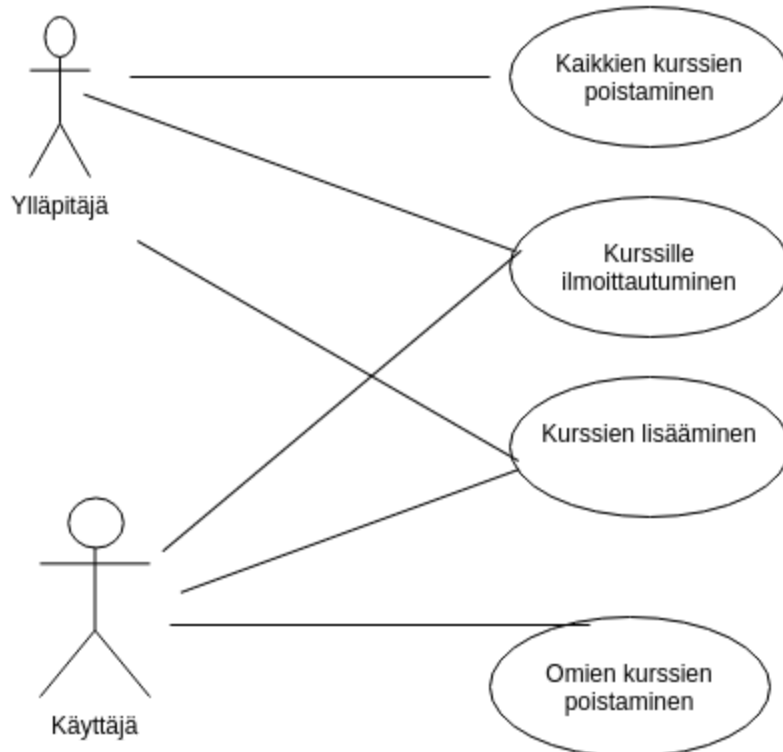 Kaikkien kurssien
poistaminen
Ylläpitäjä
Kurssille
ilmoittautuminen
Kurssien lisääminen
Omien kurssien
poistaminen
Käyttäjä